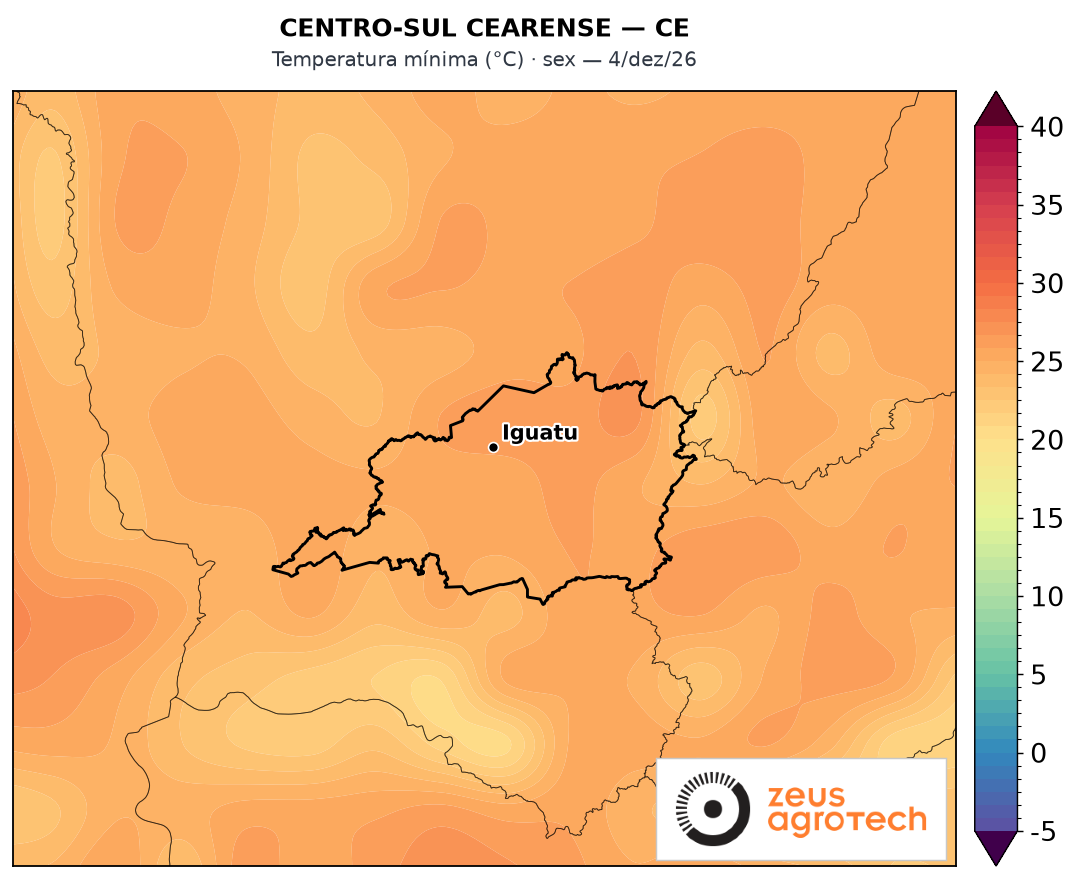 CENTRO-SUL CEARENSE — CE
Temperatura mínima (°C) · sex — 4/dez/26
40
35
30
25
20
15
10
5
0
-5
Iguatu
zeus
agrotech